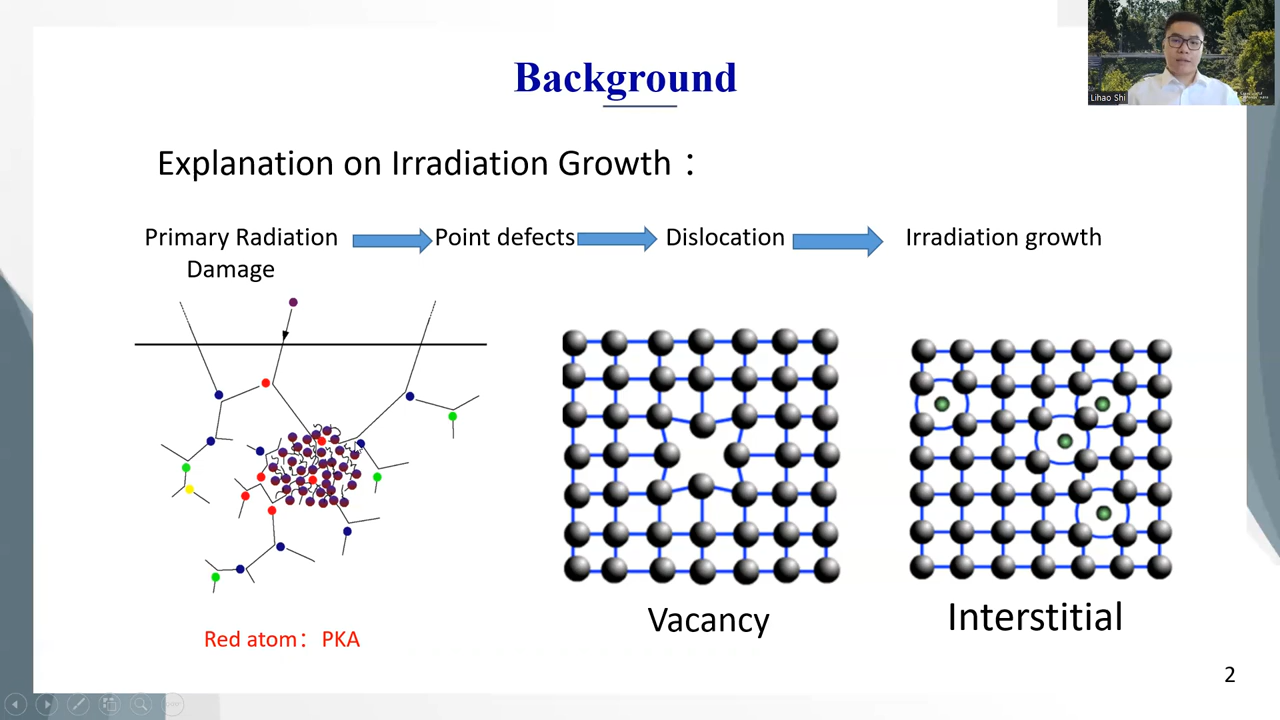 Background
Lihao Shi
Explanation on Irradiation Growth：
Primary Radiation Damage
Point defects
Dislocation
Irradiation growth
Vacancy
Interstitial
Red atom：PKA
2